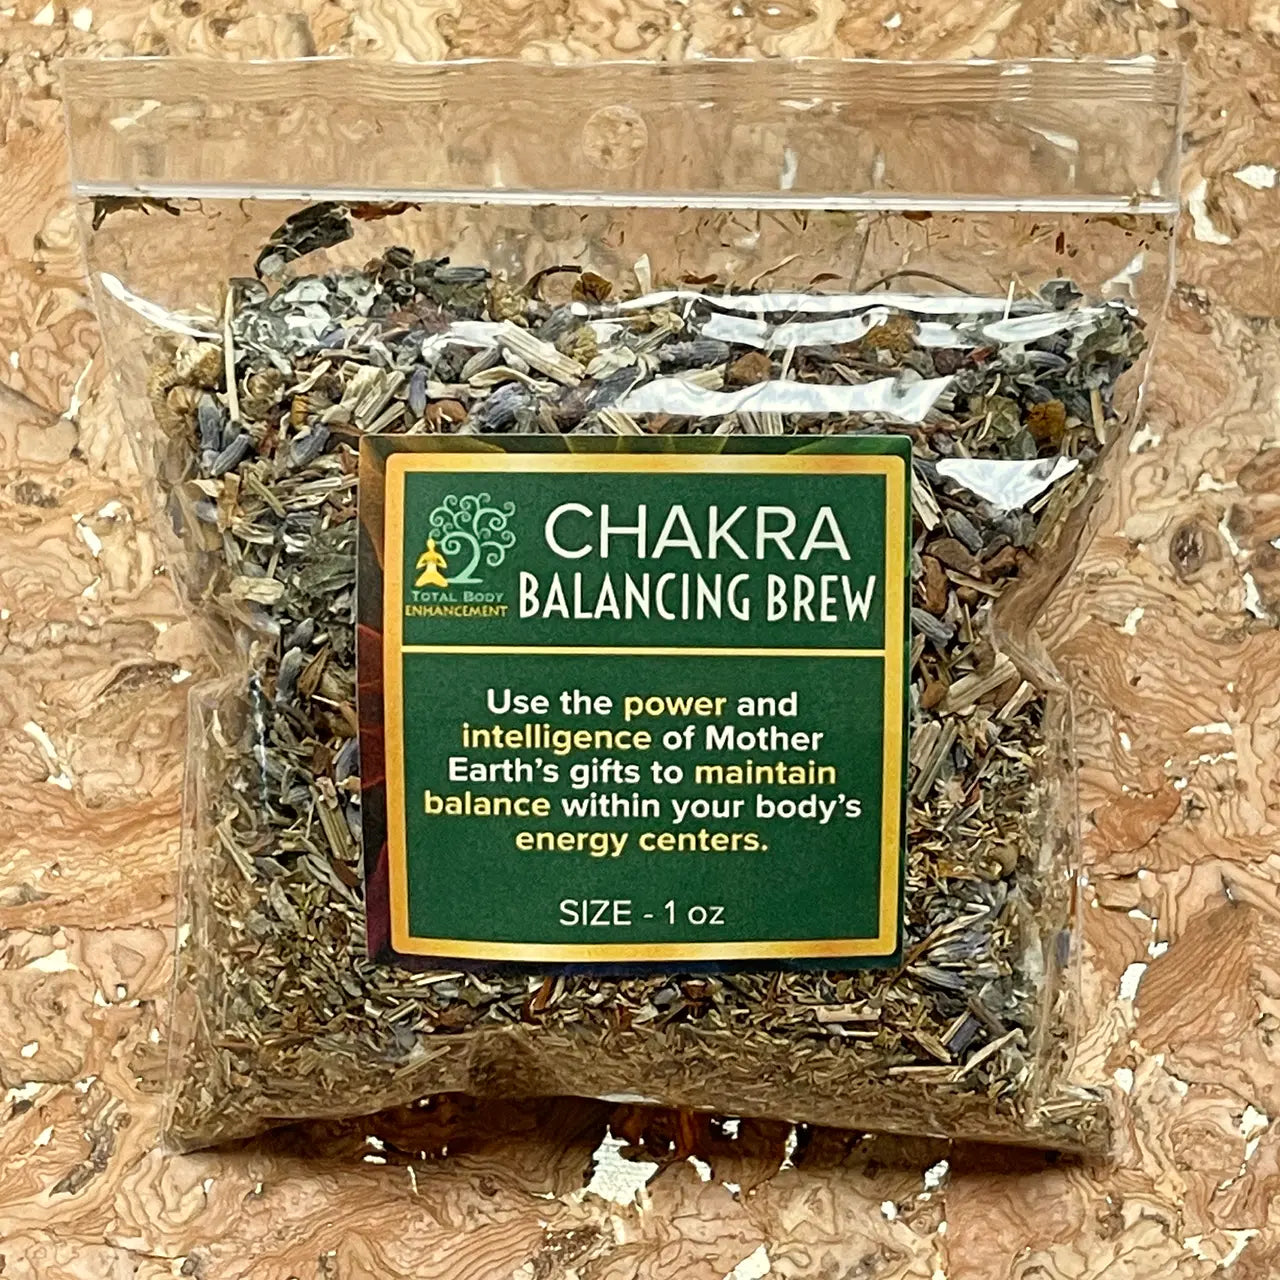 CHAKRA
BALANCING BREW
TOTAL BODY
ENHANCEMENT
Use the power and
intelligence of Mother
Earth's gifts to maintain
balance within your body's
energy centers.
SIZE - 1 oz